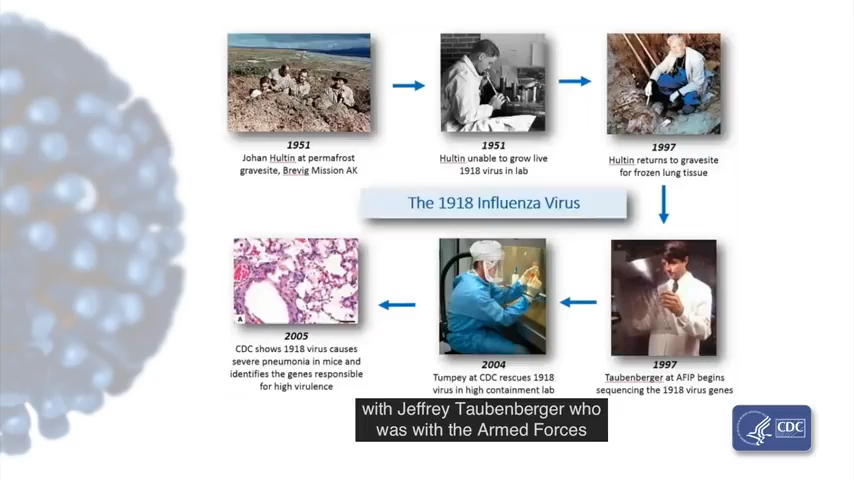 1951
Johan Hultin at permafrost
gravesite, Brevig Mission AK
1951
Hultin unable to grow live
1918 virus in lab
1997
Hultin returns to gravesite
for frozen lung tissue
The 1918 Influenza Virus
A
2005
CDC shows 1918 virus causes
severe pneumonia in mice and
identifies the genes responsible
for high virulence
2004
Tumpey at CDC rescues 1918
virus in high containment lab
1997
Taubenberger at AFIP begins
sequencing the 1918 virus genes
with Jeffrey Taubenberger who
was with the Armed Forces
CDC